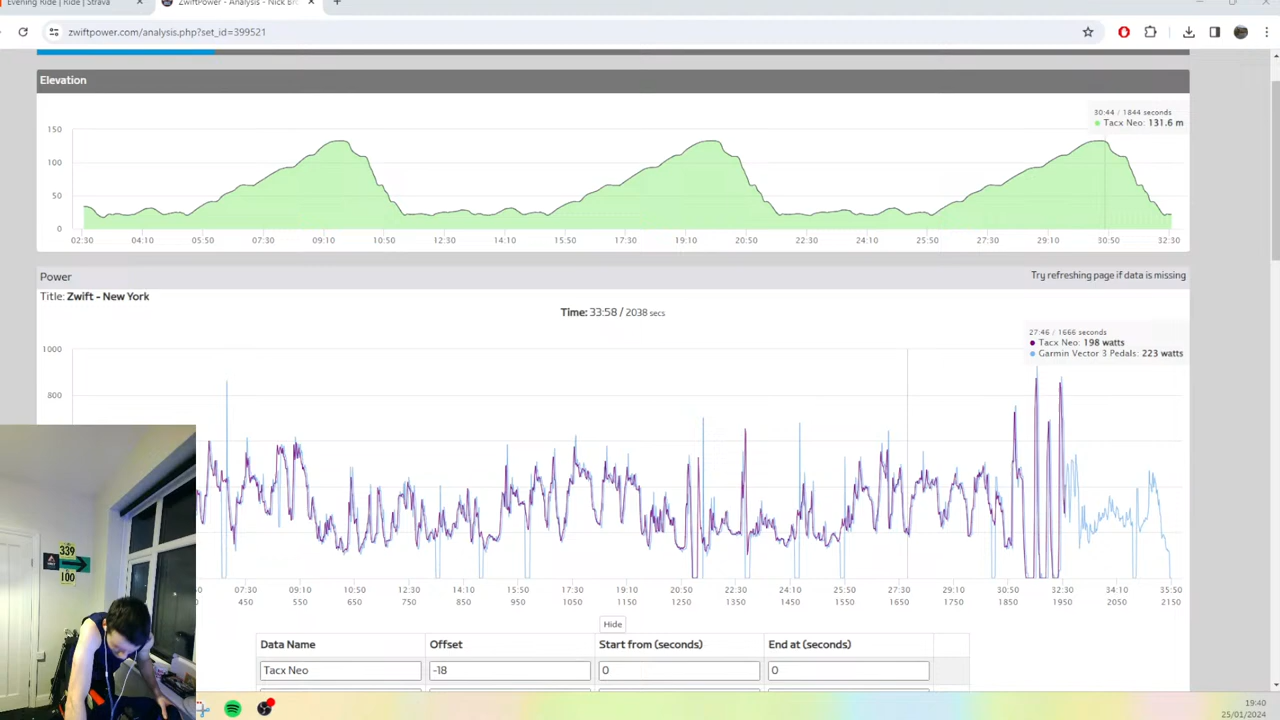 Evening Ride | Ride | Strava
ZwiftPower - Analysis - Nick Br
zwiftpower.com/analysis.php?set_id=399521
Elevation
30:44 / 1844 seconds
Tacx Neo: 131.6 m
150
100
50
0
02:30 04:10 05:50 07:30 09:10 10:50 12:30 14:10 15:50 17:30 19:10 20:50 22:30 24:10 25:50 27:30 29:10 30:50 32:30
Power
Try refreshing page if data is missing
Title: Zwift - New York
Time: 33:58 / 2038 secs
27:46 / 1666 seconds
Tacx Neo: 198 watts
Garmin Vector 3 Pedals: 223 watts
1000
800
07:30 09:10 10:50 12:30 14:10 15:50 17:30 19:10 20:50 22:30 24:10 25:50 27:30 29:10 30:50 32:30 34:10 35:50
450 550 650 750 850 950 1050 1150 1250 1350 1450 1550 1650 1750 1850 1950 2050 2150
Hide
Data Name Offset Start from (seconds) End at (seconds)
Tacx Neo -18 0 0
339
100
19:40
25/01/2024